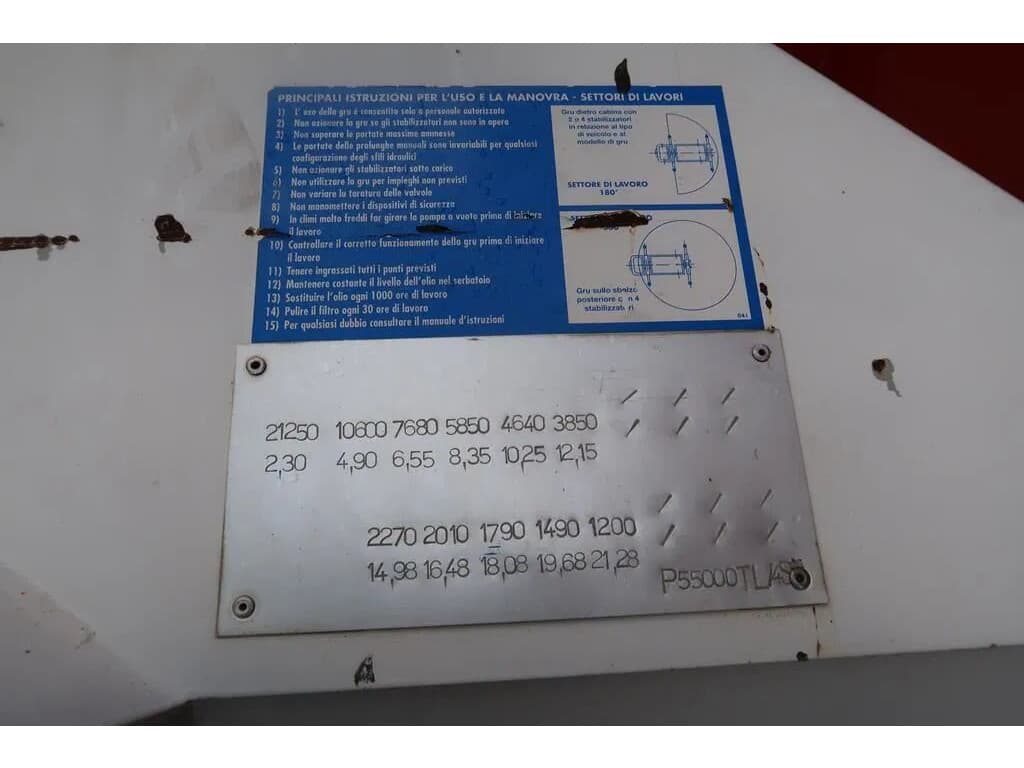 PRINCIPALI ISTRUZIONI PER L'USO E LA MANOVRA - SETTORI DI LAVORI
1) L' uso della gru è consentito solo a personale autorizzato
2) Non azionare la gru se gli stabilizzatori non sono in opera
3) Non superare le portate massime ammesse
4) Le portate delle prolunghe manuali sono invariabili per qualsiasi
configurazione degli sfili idraulici
5) Non azionare gli stabilizzatori sotto carico
6) Non utilizzare la gru per impieghi non previsti
7) Non variare la taratura delle valvole
8) Non manomettere i dispositivi di sicurezza
9) In climi molto freddi far girare la pompa a vuoto prima di iniziare
il lavoro
10) Controllare il corretto funzionamento della gru prima di iniziare
il lavoro
11) Tenere ingrassati tutti i punti previsti
12) Mantenere costante il livello dell'olio nel serbatoio
13) Sostituire l'olio ogni 1000 ore di lavoro
14) Pulire il filtro ogni 30 ore di lavoro
15) Per qualsiasi dubbio consultare il manuale d'istruzioni
Gru dietro cabina con
2 o 4 stabilizzatori
in relazione al tipo
di veicolo e al
modello di gru
SETTORE DI LAVORO
180°
Gru sullo sbalzo
posteriore con 4
stabilizzatori
21250 10600 7680 5850 4640 3850 / / /
2,30 4,90 6,55 8,35 10,25 12,15
2270 2010 1790 1490 1200 / / /
14,98 16,48 18,08 19,68 21,28
P55000TL/4S